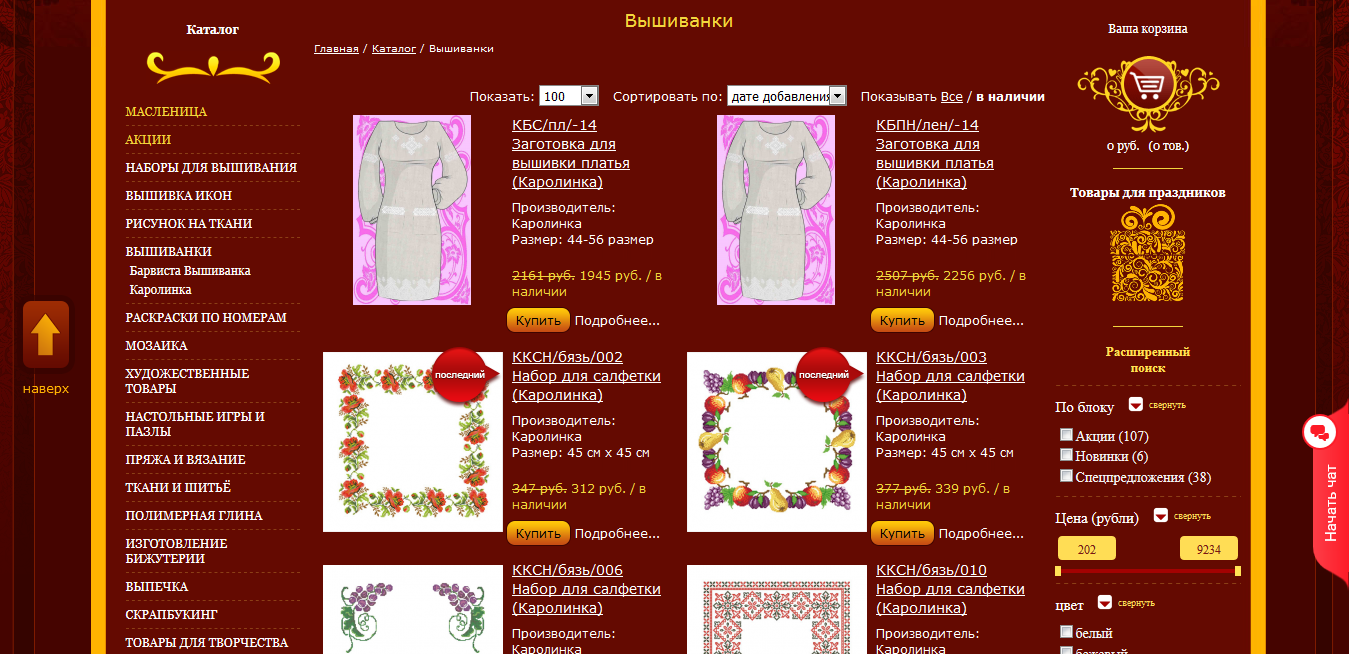 Вышиванки
Каталог
МАСЛЕНИЦА
АКЦИИ
НАБОРЫ ДЛЯ ВЫШИВАНИЯ
ВЫШИВКА ИКОН
РИСУНОК НА ТКАНИ
ВЫШИВАНКИ
Барвиста Вышиванка
Каролинка
РАСКРАСКИ ПО НОМЕРАМ
МОЗАИКА
ХУДОЖЕСТВЕННЫЕ
ТОВАРЫ
НАСТОЛЬНЫЕ ИГРЫ И
ПАЗЛЫ
ПРЯЖА И ВЯЗАНИЕ
ТКАНИ И ШИТЬЁ
ПОЛИМЕРНАЯ ГЛИНА
ИЗГОТОВЛЕНИЕ
БИЖУТЕРИИ
ВЫПЕЧКА
СКРАПБУКИНГ
ТОВАРЫ ДЛЯ ТВОРЧЕСТВА
наверх
Главная / Каталог / Вышиванки
Показать: 100 Сортировать по: дате добавления Показывать Все / в наличии
КБС/пл/-14
Заготовка для
вышивки платья
(Каролинка)
Производитель:
Каролинка
Размер: 44-56 размер
2161 руб. 1945 руб. / в
наличии
Купить Подробнее...
КБПН/лен/-14
Заготовка для
вышивки платья
(Каролинка)
Производитель:
Каролинка
Размер: 44-56 размер
2507 руб. 2256 руб. / в
наличии
Купить Подробнее...
последний
ККСН/бязь/002
Набор для салфетки
(Каролинка)
Производитель:
Каролинка
Размер: 45 см х 45 см
347 руб. 312 руб. / в
наличии
Купить Подробнее...
последний
ККСН/бязь/003
Набор для салфетки
(Каролинка)
Производитель:
Каролинка
Размер: 45 см х 45 см
377 руб. 339 руб. / в
наличии
Купить Подробнее...
ККСН/бязь/006
Набор для салфетки
(Каролинка)
Производитель:
Каролинка
ККСН/бязь/010
Набор для салфетки
(Каролинка)
Производитель:
Каролинка
Ваша корзина
0 руб. (0 тов.)
Товары для праздников
Расширенный
поиск
По блоку свернуть
Акции (107)
Новинки (6)
Спецпредложения (38)
Цена (рубли) свернуть
202 9234
цвет свернуть
белый
бежевый
Начать чат